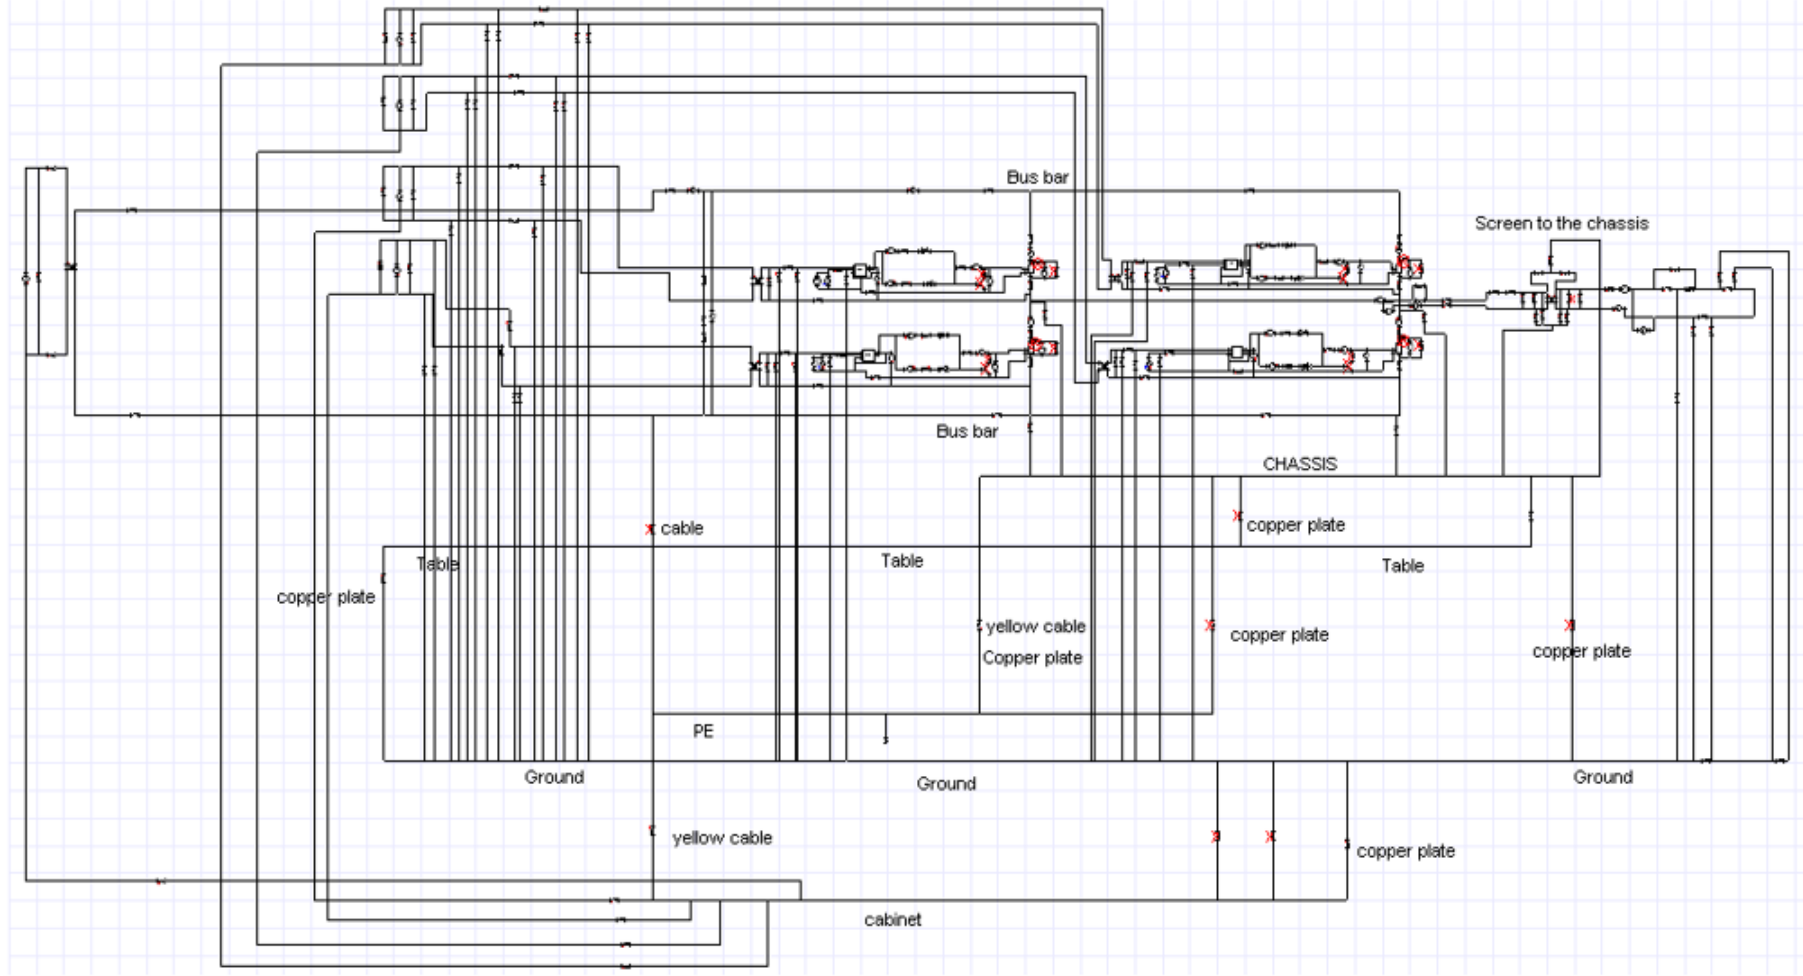 Bus bar
Screen to the chassis
Bus bar
CHASSIS
cable
copper plate
Table
Table
Table
copper plate
yellow cable
Copper plate
copper plate
copper plate
PE
Ground
Ground
Ground
yellow cable
copper plate
cabinet